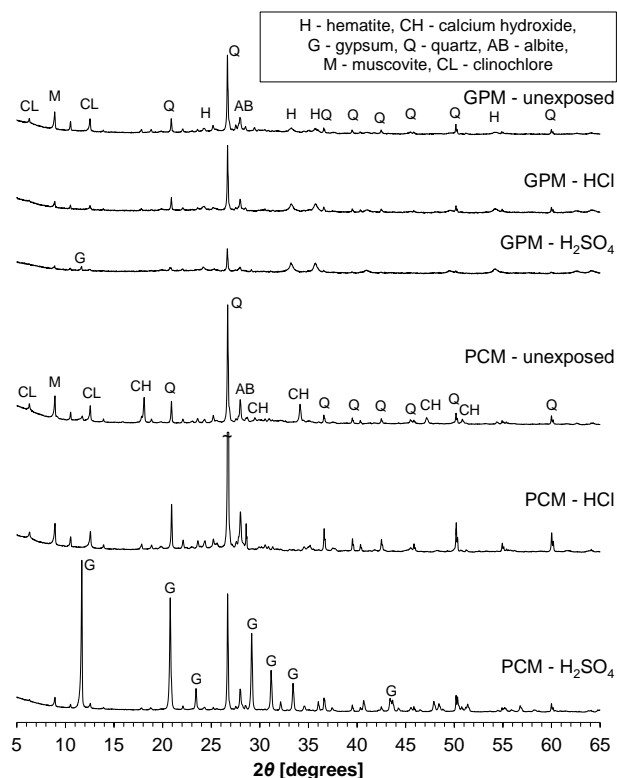 H - hematite, CH - calcium hydroxide,
G - gypsum, Q - quartz, AB - albite,
M - muscovite, CL - clinochlore
Q
GPM - unexposed
CL M CL Q H AB H H Q Q Q Q Q H Q
GPM - HCl
GPM - H₂SO₄
G
Q
PCM - unexposed
CL M CL CH Q AB CH CH Q Q Q Q CH Q CH Q
PCM - HCl
G G G G G G G
PCM - H₂SO₄
5 10 15 20 25 30 35 40 45 50 55 60 65
2θ [degrees]